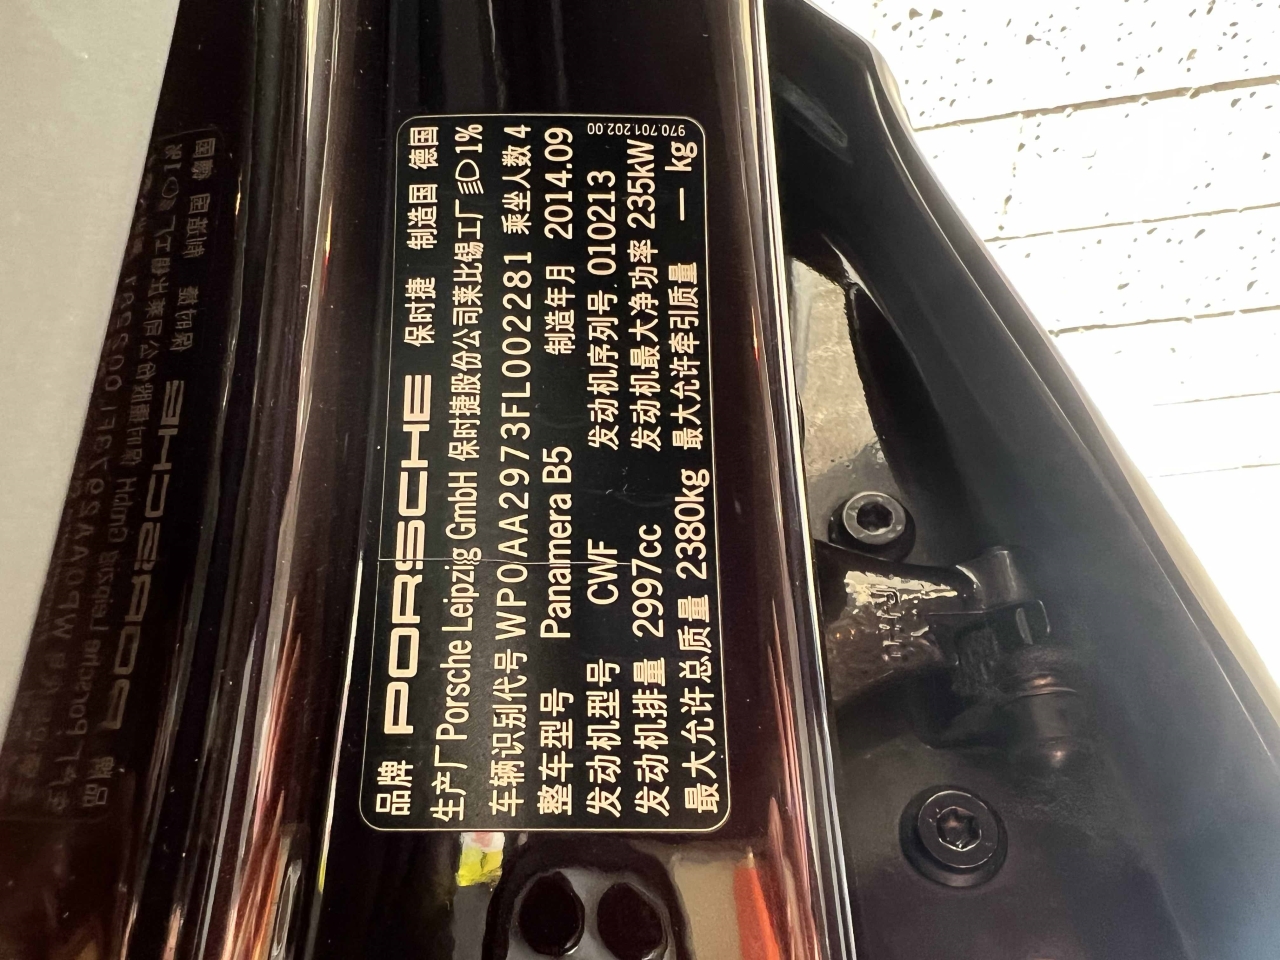 品牌 PORSCHE 保时捷 制造国 德国
生产厂 Porsche Leipzig GmbH 保时捷股份公司莱比锡工厂 1%
车辆识别代号 WP0AA2973FL002281 乘坐人数 4
整车型号 Panamera B5 制造年月 2014.09
发动机型号 CWF 发动机序列号 010213
发动机排量 2997cc 发动机最大净功率 235kW
最大允许总质量 2380kg 最大允许牵引质量 — kg
970.701.202.00